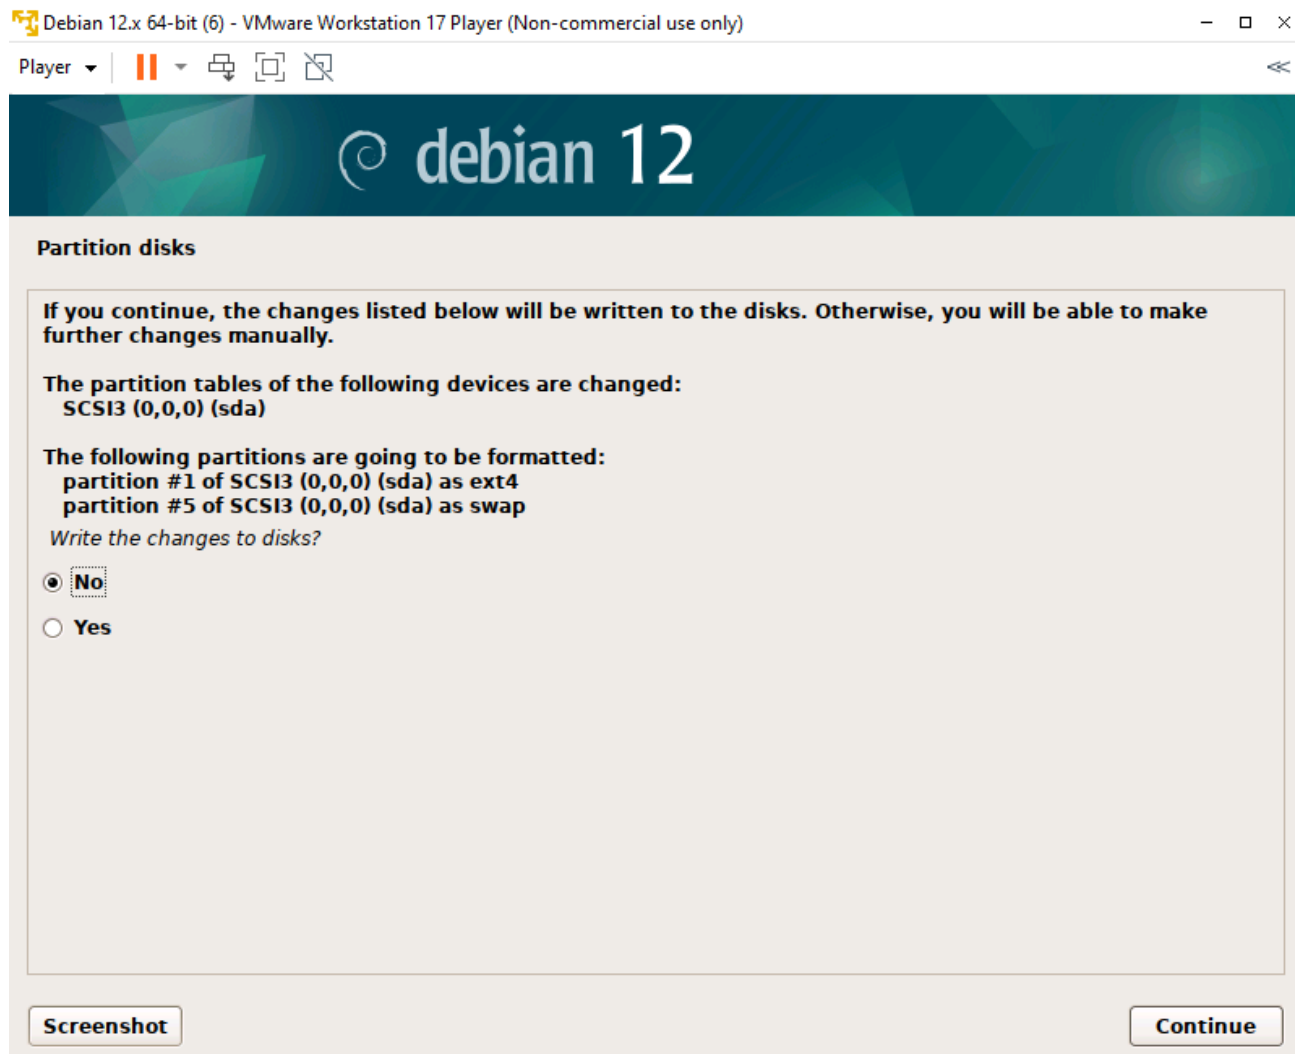 Debian 12.x 64-bit (6) - VMware Workstation 17 Player (Non-commercial use only)
Player
debian 12
Partition disks
If you continue, the changes listed below will be written to the disks. Otherwise, you will be able to make
further changes manually.
The partition tables of the following devices are changed:
SCSI3 (0,0,0) (sda)
The following partitions are going to be formatted:
partition #1 of SCSI3 (0,0,0) (sda) as ext4
partition #5 of SCSI3 (0,0,0) (sda) as swap
Write the changes to disks?
No
Yes
Screenshot
Continue